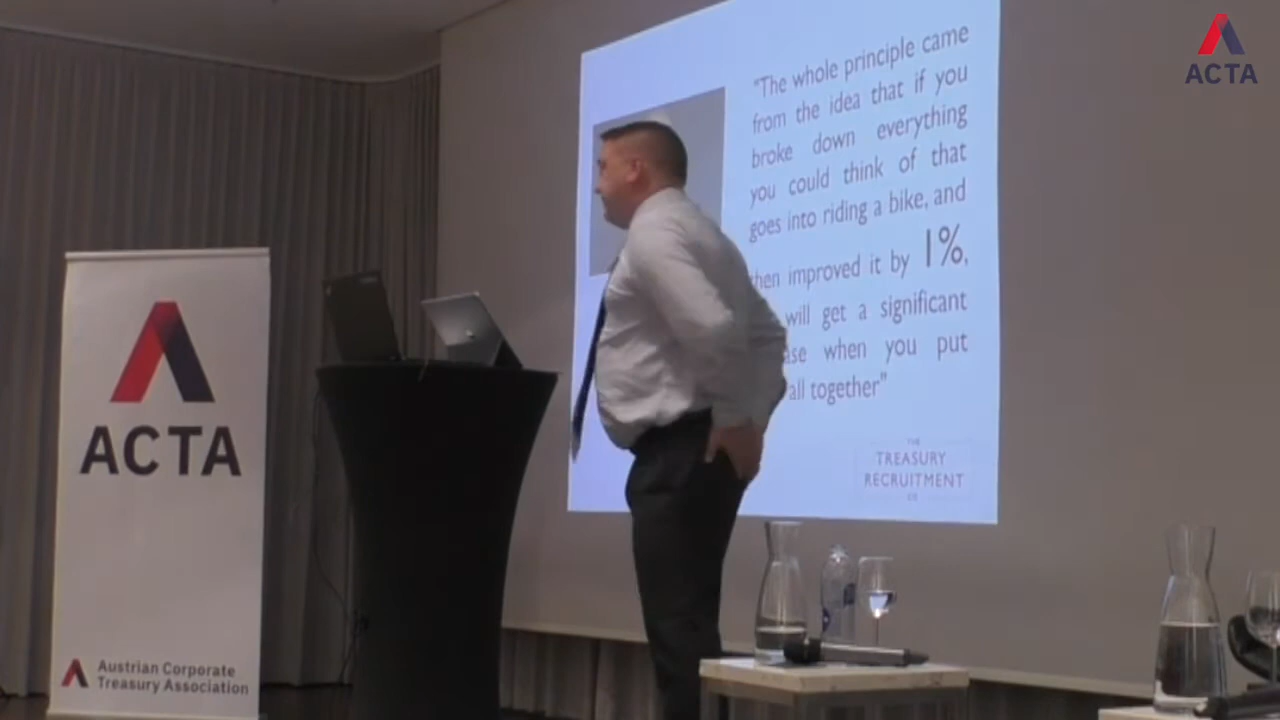 ACTA
"The whole principle came
from the idea that if you
broke down everything
you could think of that
goes into riding a bike, and
improved it by 1%,
will get a significant
when you put
all together"
THE
TREASURY
RECRUITMENT
CO
ACTA
Austrian Corporate
Treasury Association